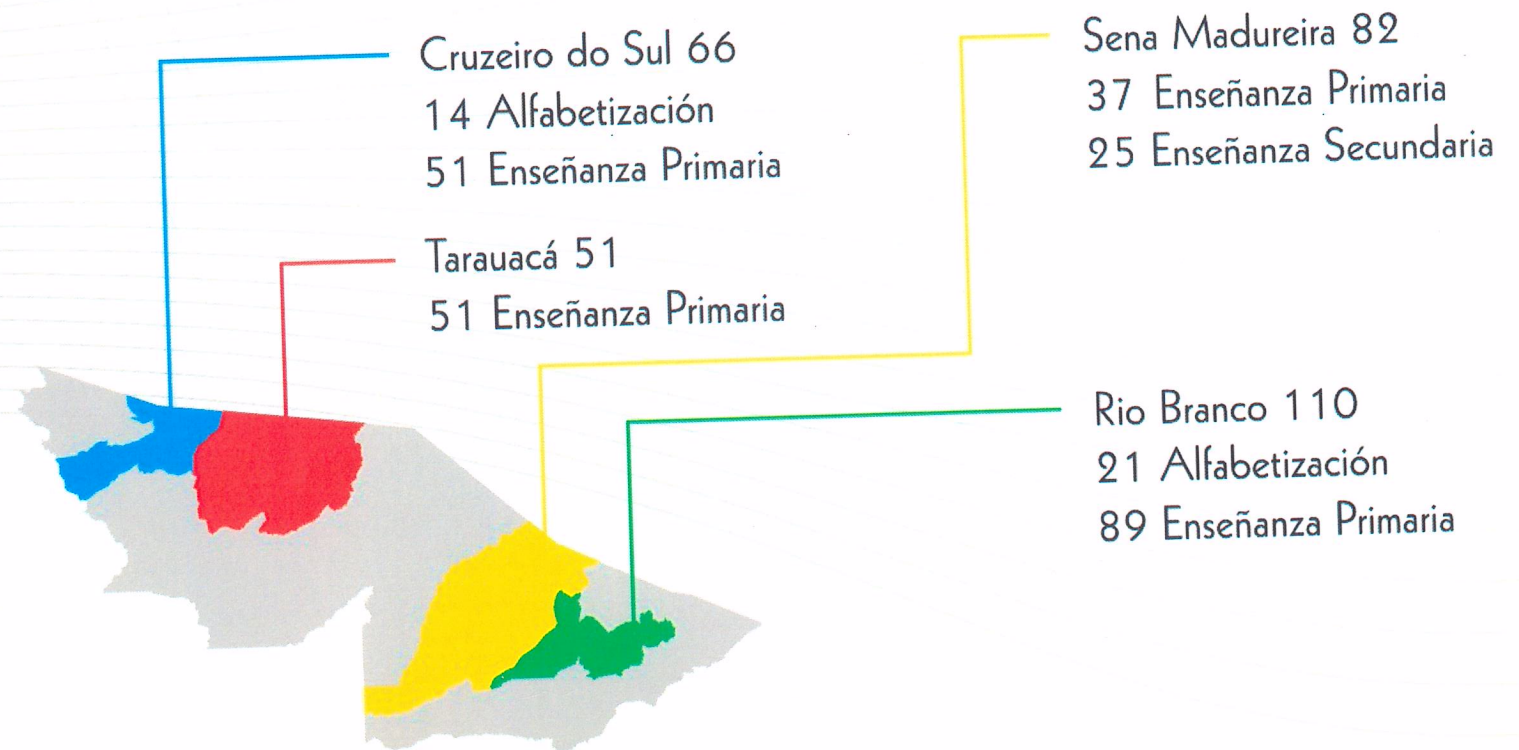 Cruzeiro do Sul 66
14 Alfabetización
51 Enseñanza Primaria
Tarauacá 51
51 Enseñanza Primaria
Sena Madureira 82
37 Enseñanza Primaria
25 Enseñanza Secundaria
Rio Branco 110
21 Alfabetización
89 Enseñanza Primaria